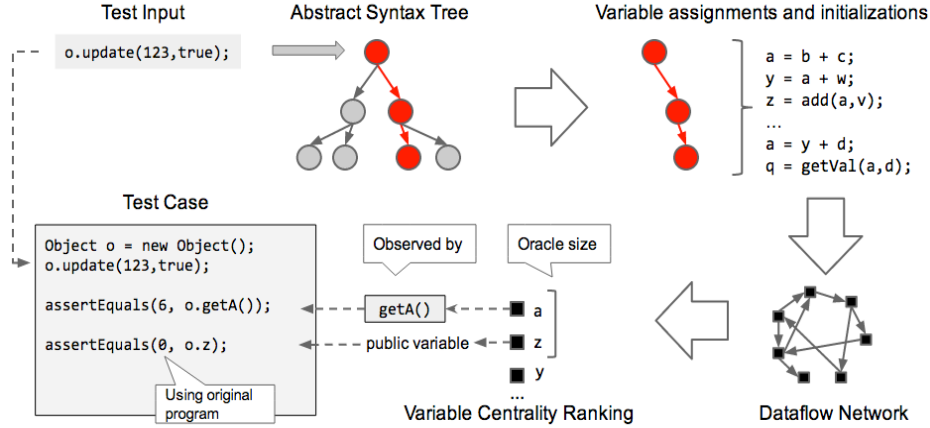 Test Input
Abstract Syntax Tree
Variable assignments and initializations
o.update(123,true);
a = b + c;
y = a + w;
z = add(a,v);
...
a = y + d;
q = getVal(a,d);
Test Case
Object o = new Object();
o.update(123,true);
assertEquals(6, o.getA());
assertEquals(0, o.z);
Using original
program
Observed by
Oracle size
getA()
a
public variable
z
y
...
Variable Centrality Ranking
Dataflow Network